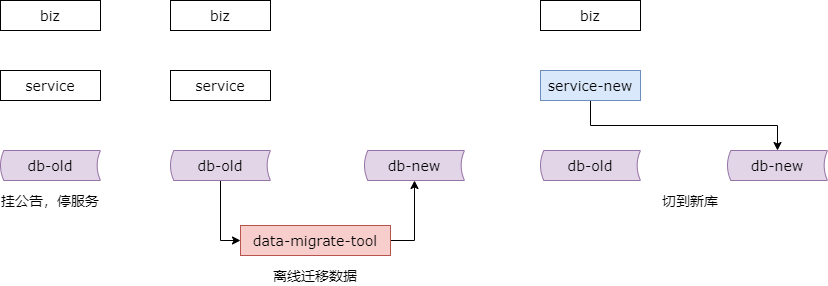 biz
service
db-old
挂公告，停服务
biz
service
db-old
db-new
data-migrate-tool
离线迁移数据
biz
service-new
db-old
db-new
切到新库